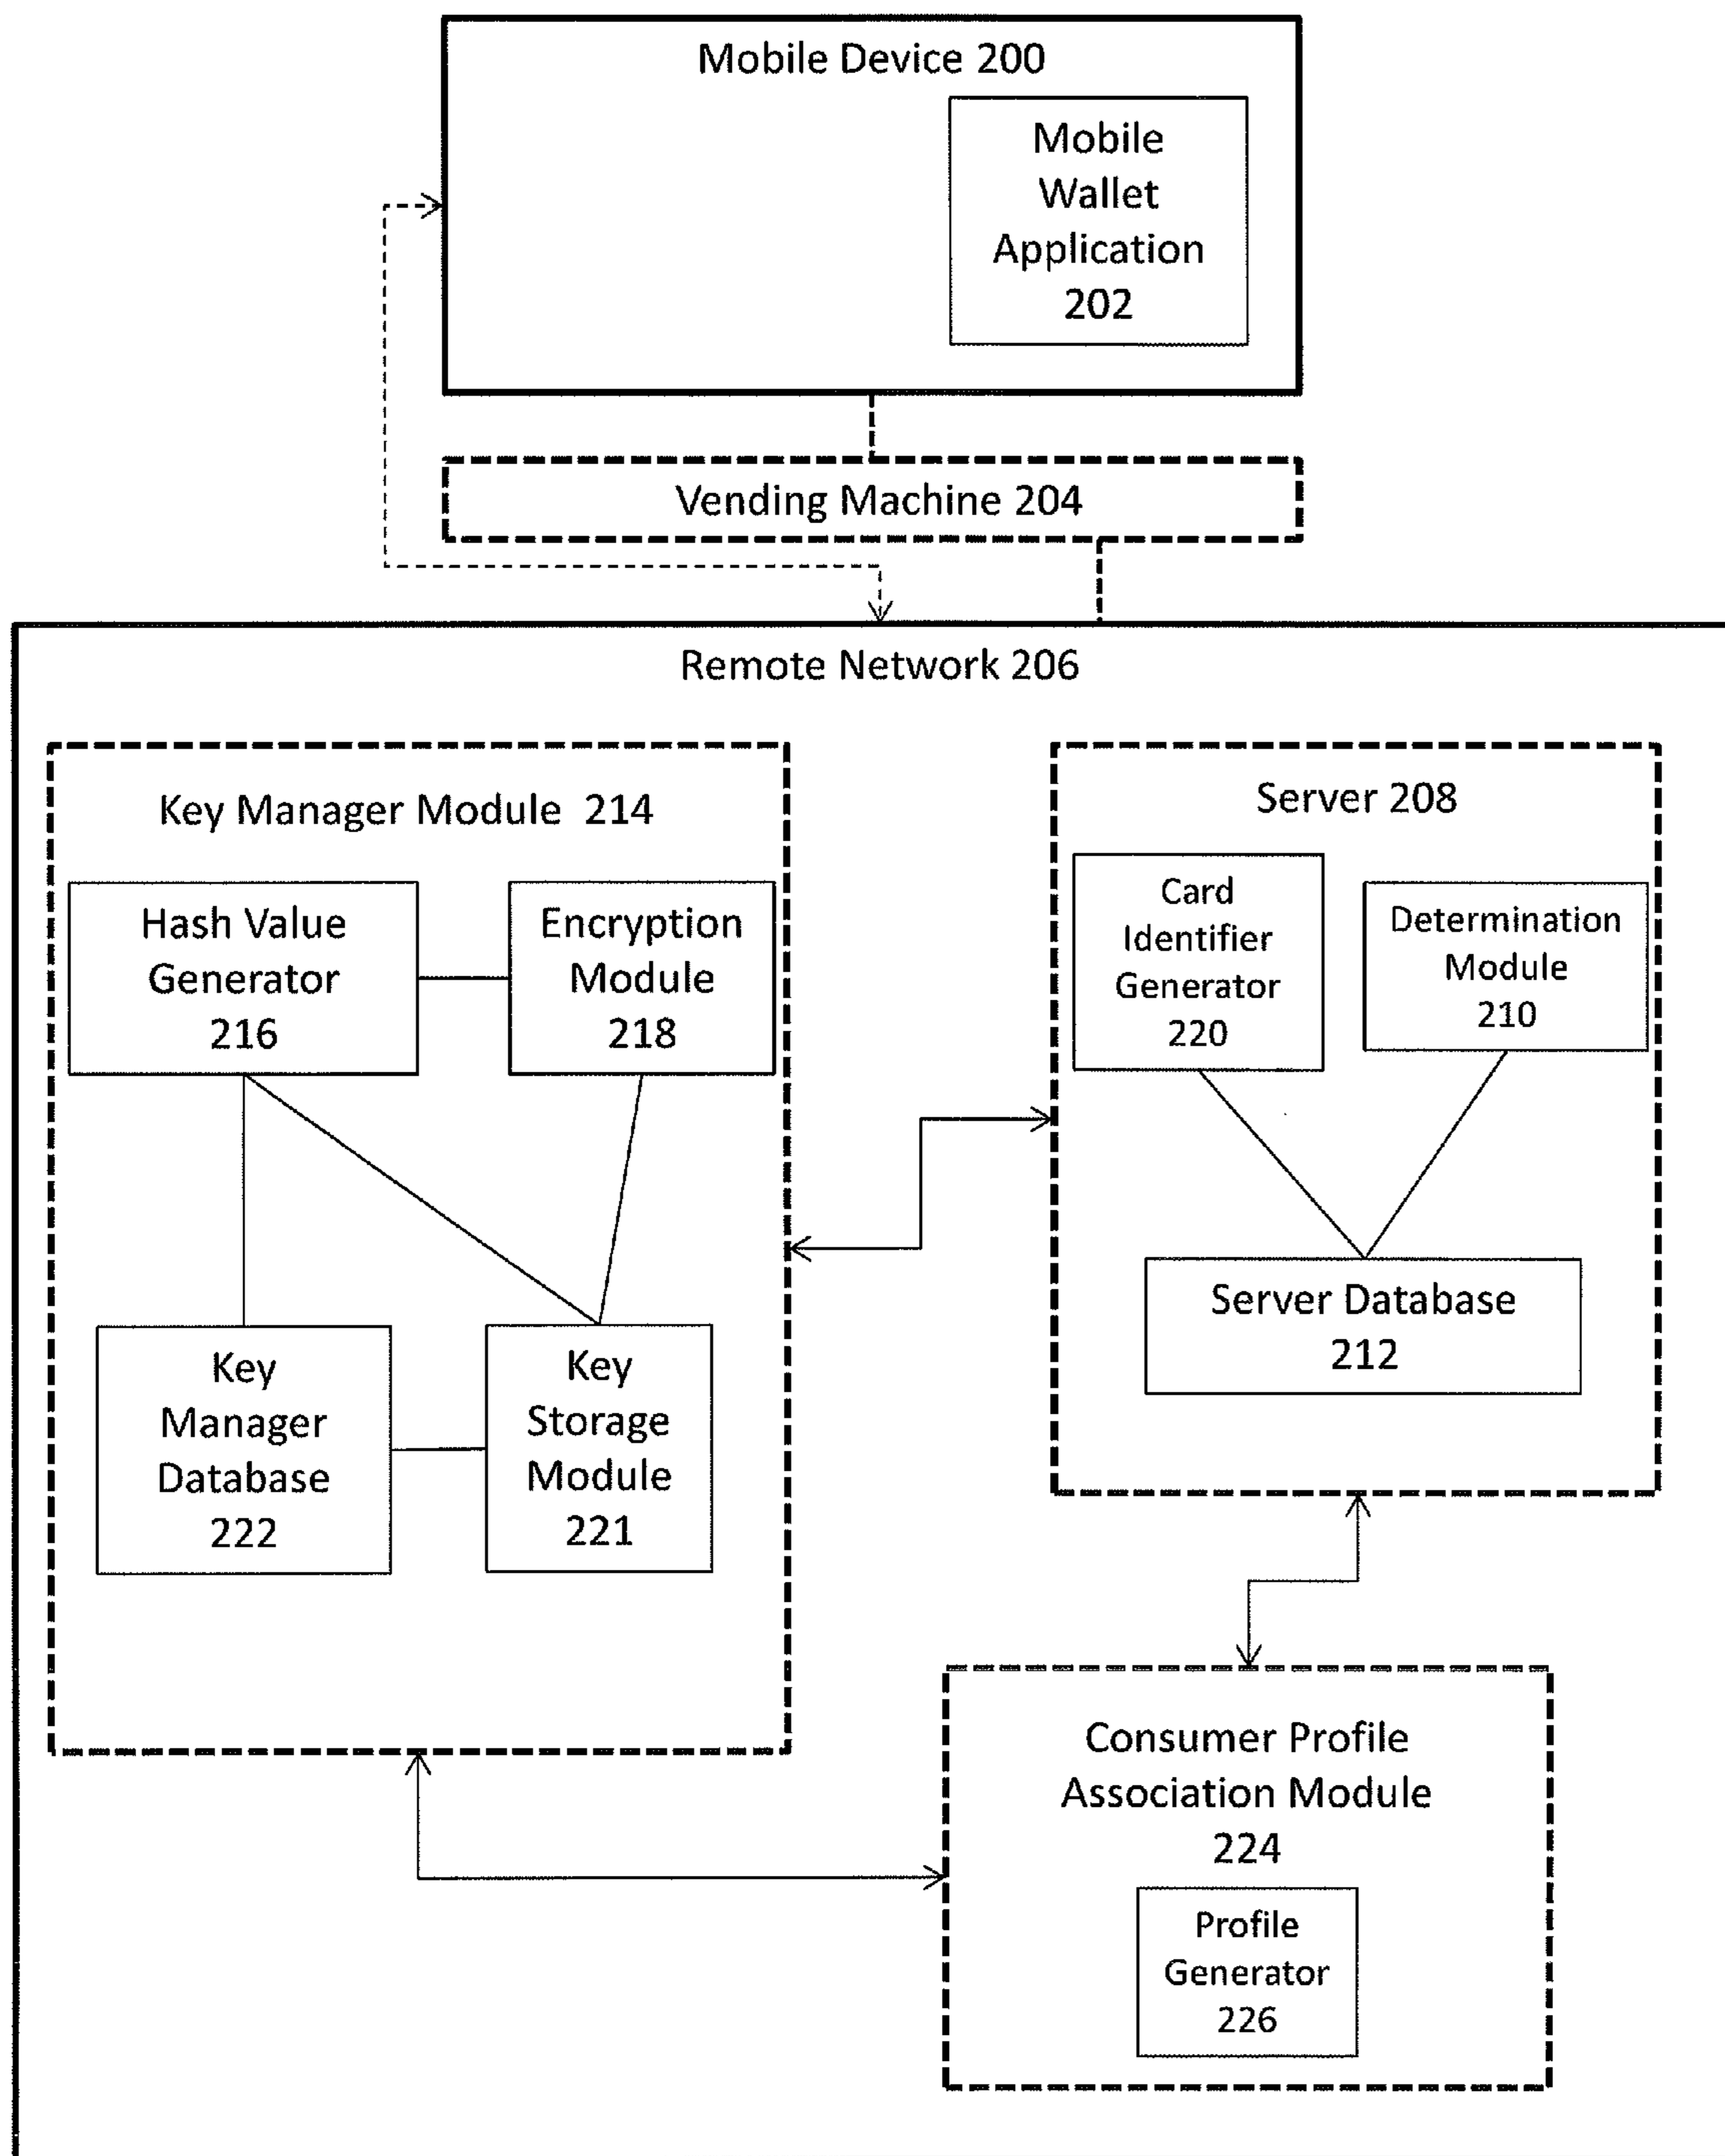 Mobile Device 200
Mobile
Wallet
Application
202
Vending Machine 204
Remote Network 206
Key Manager Module 214
Hash Value
Generator
216
Encryption
Module
218
Key
Manager
Database
222
Key
Storage
Module
221
Server 208
Card
Identifier
Generator
220
Determination
Module
210
Server Database
212
Consumer Profile
Association Module
224
Profile
Generator
226